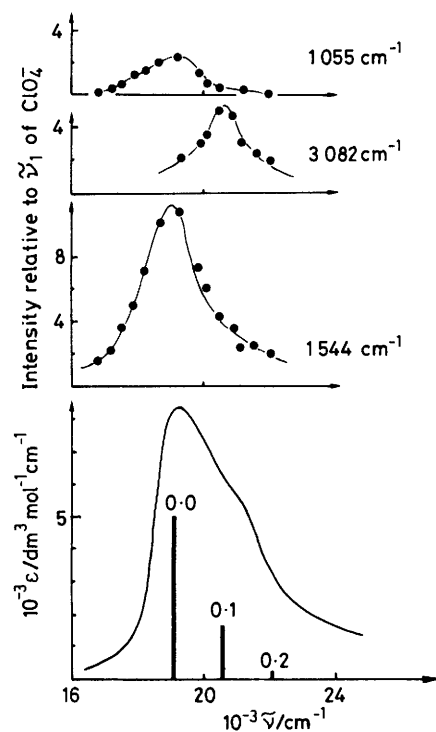 Intensity relative to ν̃₁ of ClO₄⁻
4
1 055 cm⁻¹
4
3 082 cm⁻¹
8
4
1 544 cm⁻¹
10⁻³ ε/dm³ mol⁻¹ cm⁻¹
5
0·0
0·1
0·2
16 20 24
10⁻³ ν̃/cm⁻¹